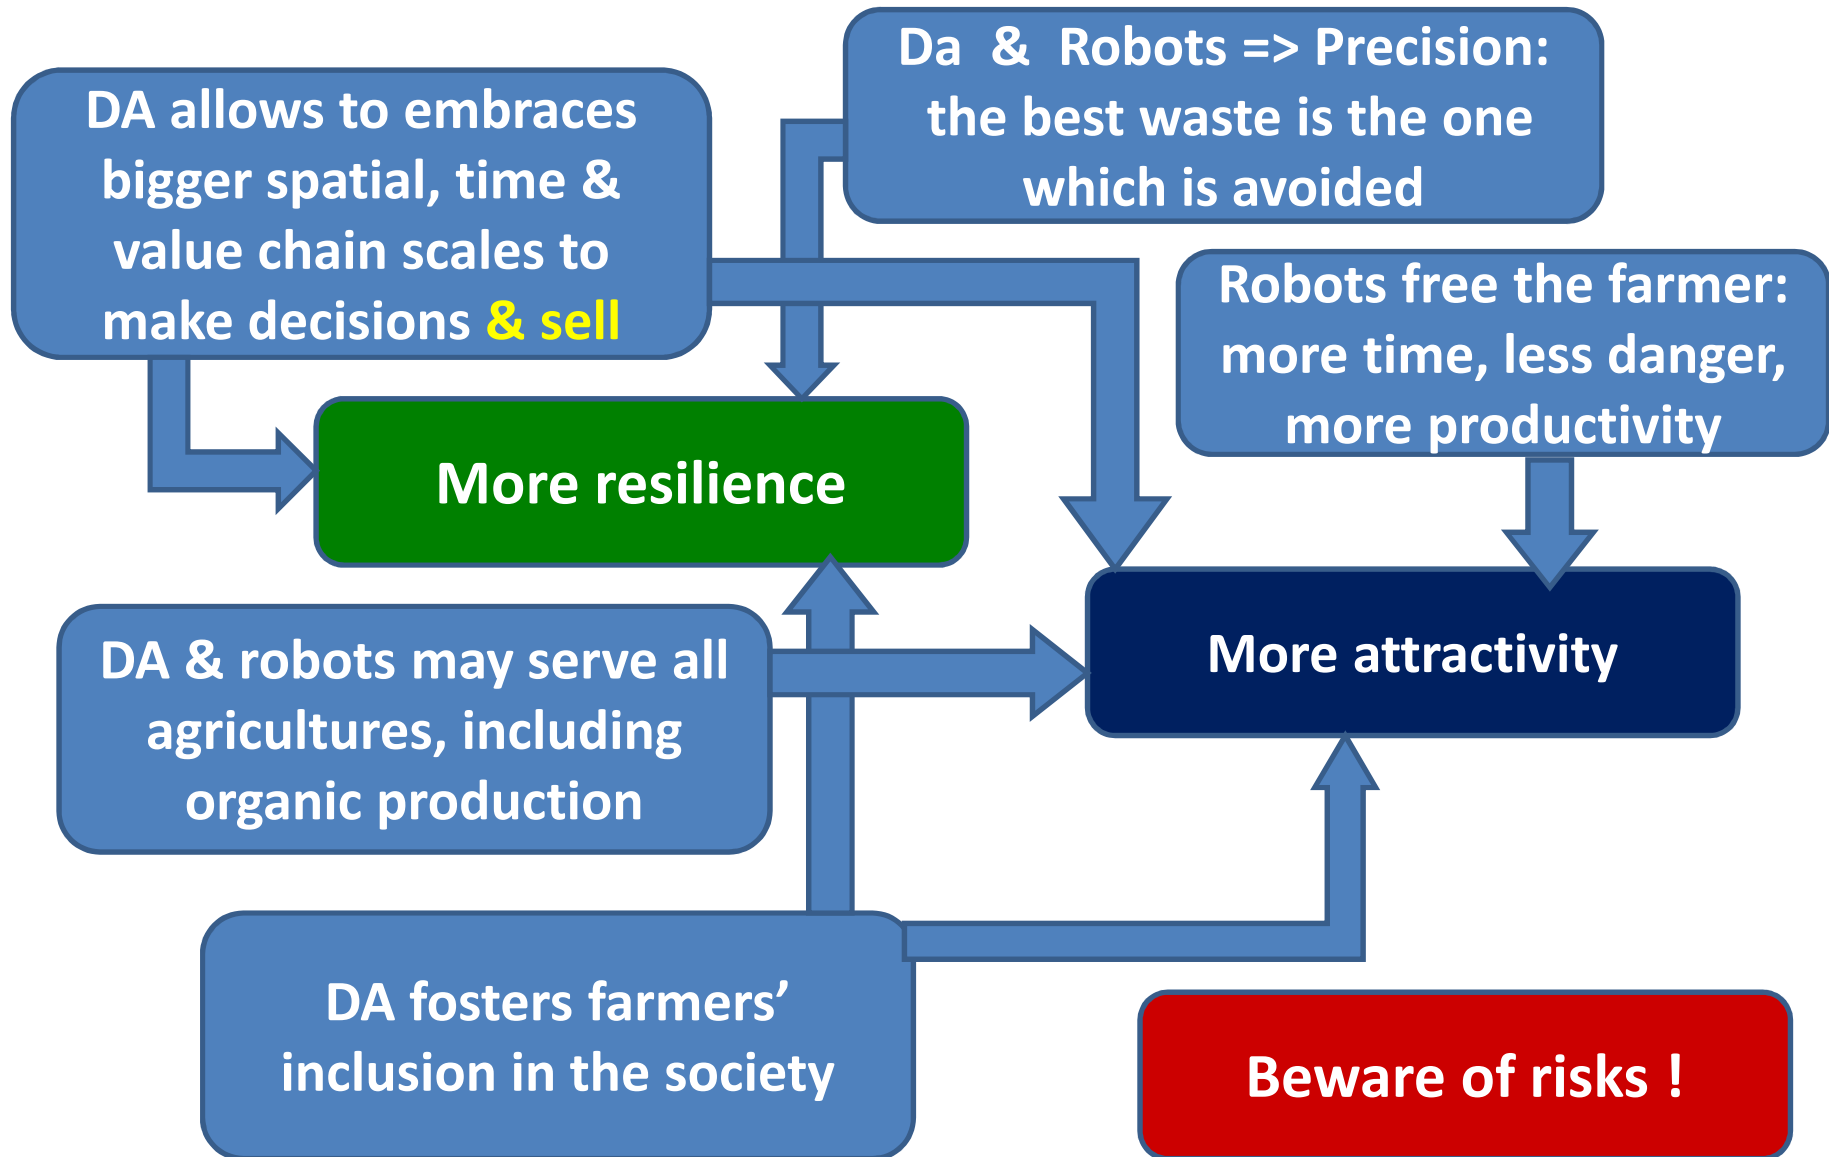 Da & Robots => Precision:
the best waste is the one
which is avoided
DA allows to embraces
bigger spatial, time &
value chain scales to
make decisions & sell
Robots free the farmer:
more time, less danger,
more productivity
More resilience
More attractivity
DA & robots may serve all
agricultures, including
organic production
DA fosters farmers’
inclusion in the society
Beware of risks !